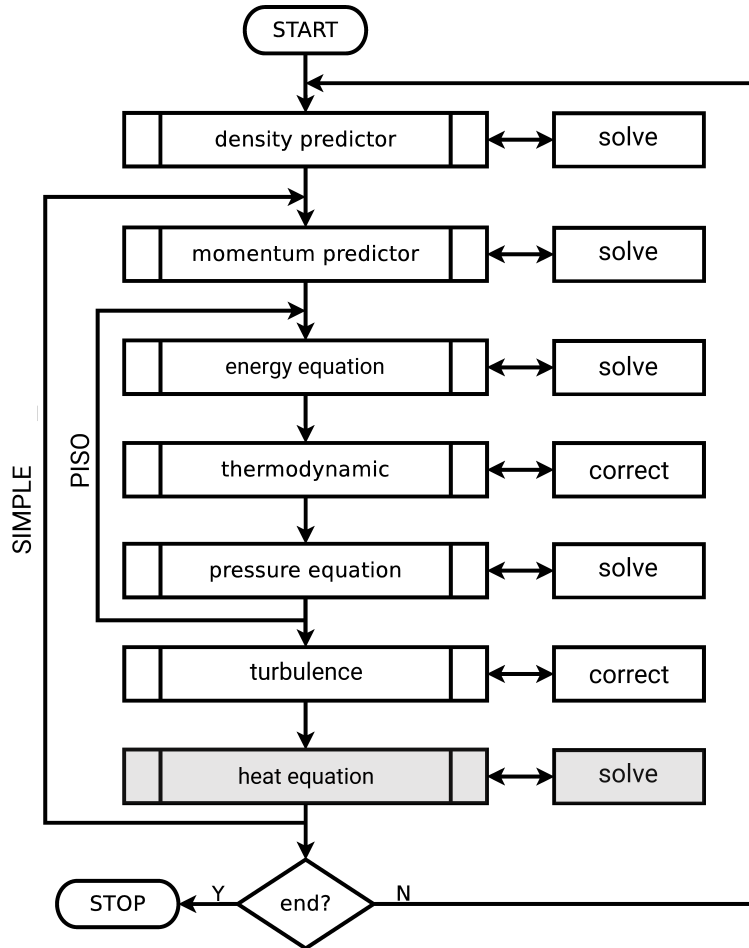 START
density predictor
solve
momentum predictor
solve
energy equation
solve
thermodynamic
correct
pressure equation
solve
turbulence
correct
heat equation
solve
SIMPLE
PISO
STOP
Y
end?
N